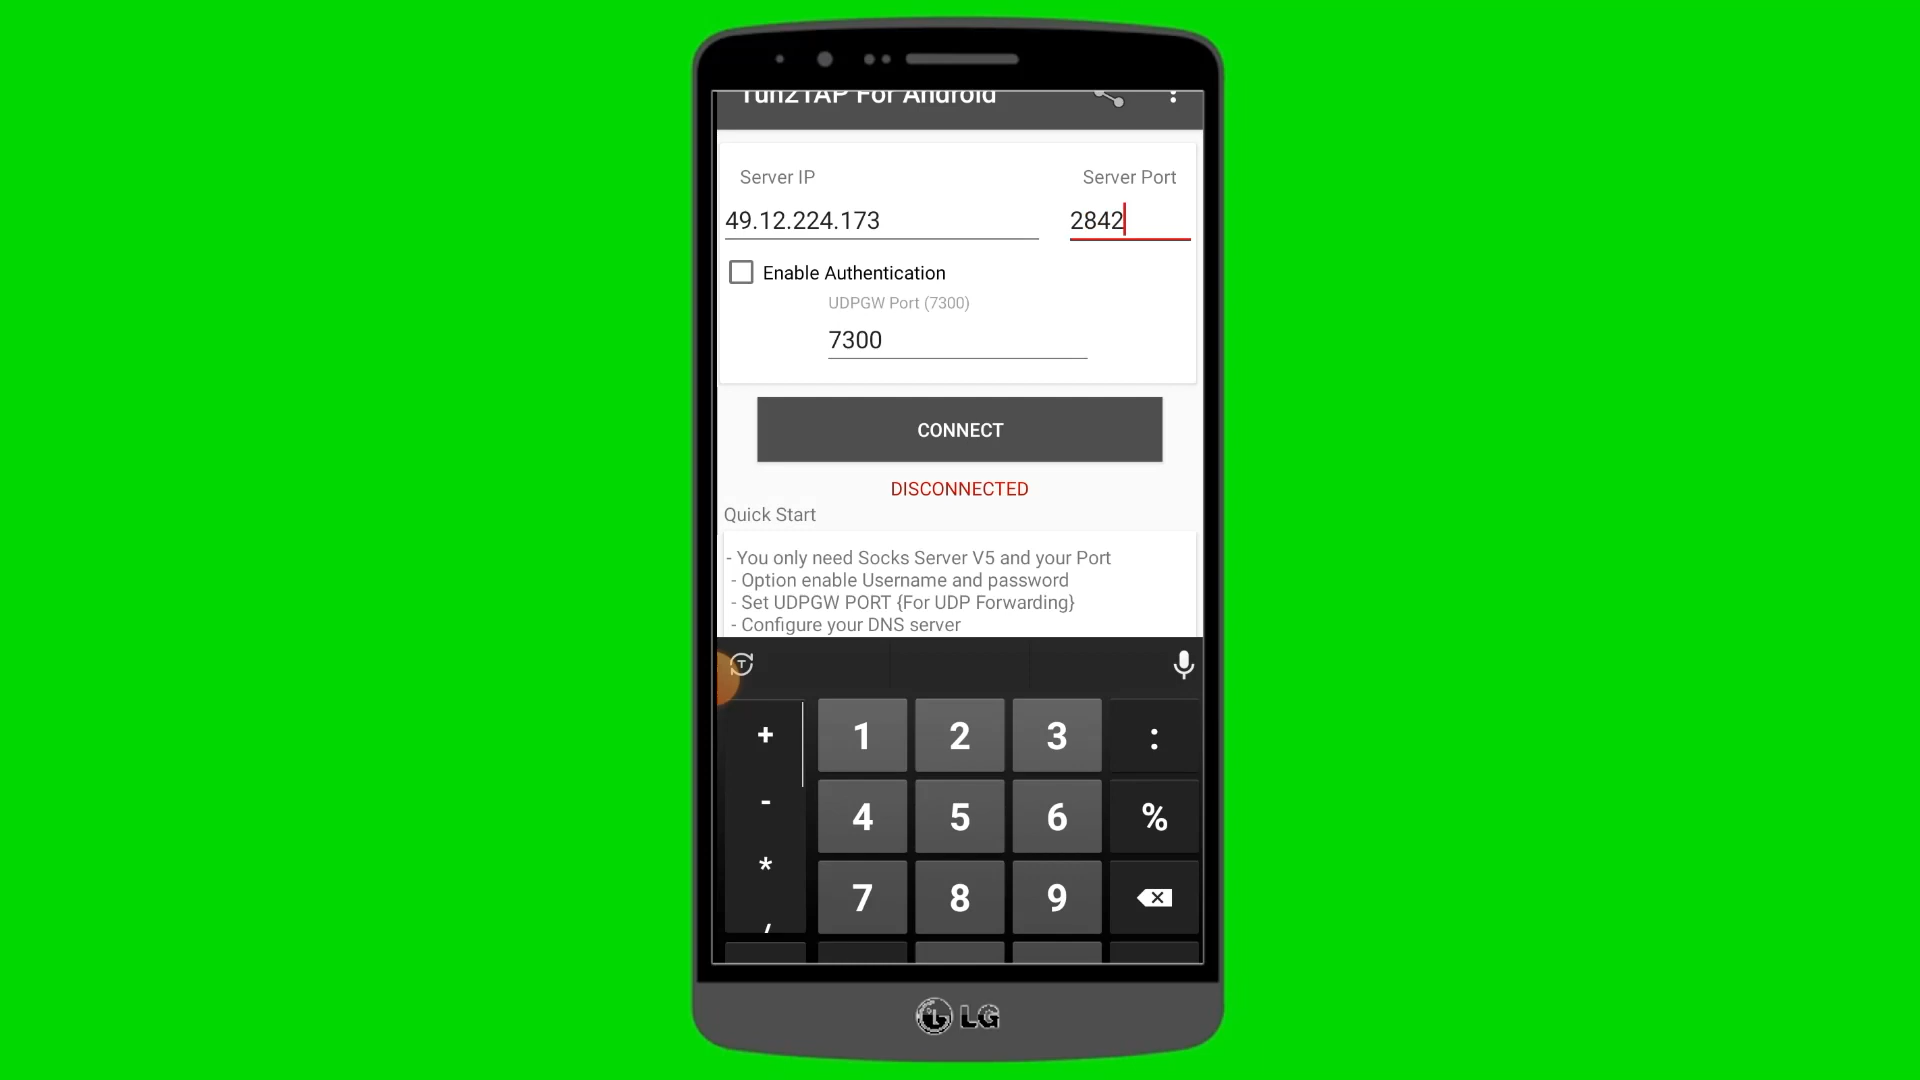 Tun2TAP For Android
Server IP
Server Port
49.12.224.173
2842
Enable Authentication
UDPGW Port (7300)
7300
CONNECT
DISCONNECTED
Quick Start
- You only need Socks Server V5 and your Port
- Option enable Username and password
- Set UDPGW PORT {For UDP Forwarding}
- Configure your DNS server
T
+ 1 2 3 :
- 4 5 6 %
* 7 8 9
/
LG